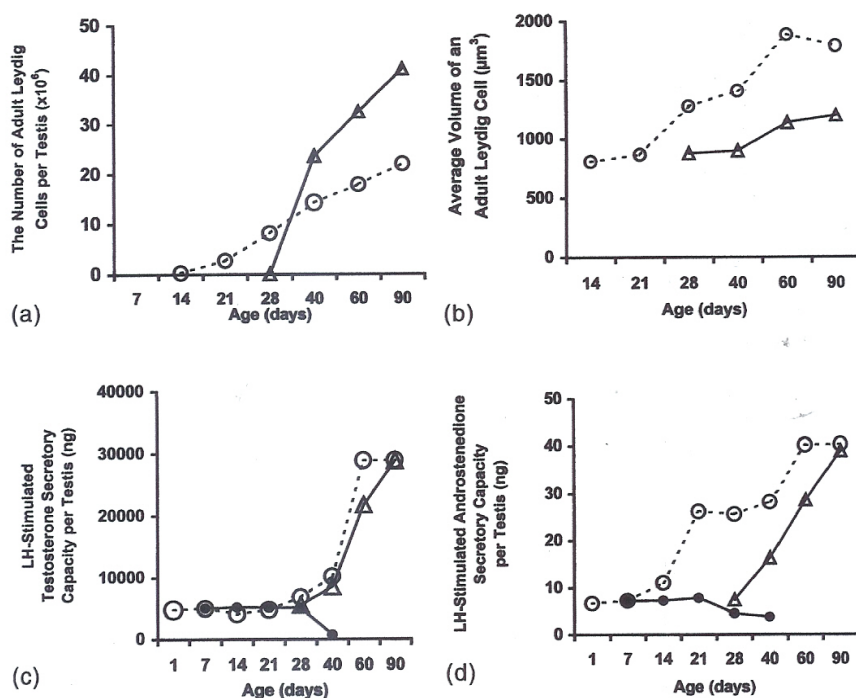 The Number of Adult Leydig
Cells per Testis (x10⁶)
50
40
30
20
10
0
7 14 21 28 40 60 90
Age (days)
(a)
Average Volume of an
Adult Leydig Cell (µm³)
2000
1500
1000
500
0
14 21 28 40 60 90
Age (days)
(b)
LH-Stimulated
Testosterone Secretory
Capacity per Testis (ng)
40000
30000
20000
10000
0
1 7 14 21 28 40 60 90
Age (days)
(c)
LH-Stimulated Androstenedione
Secretory Capacity
per Testis (ng)
50
40
30
20
10
0
1 7 14 21 28 40 60 90
Age (days)
(d)